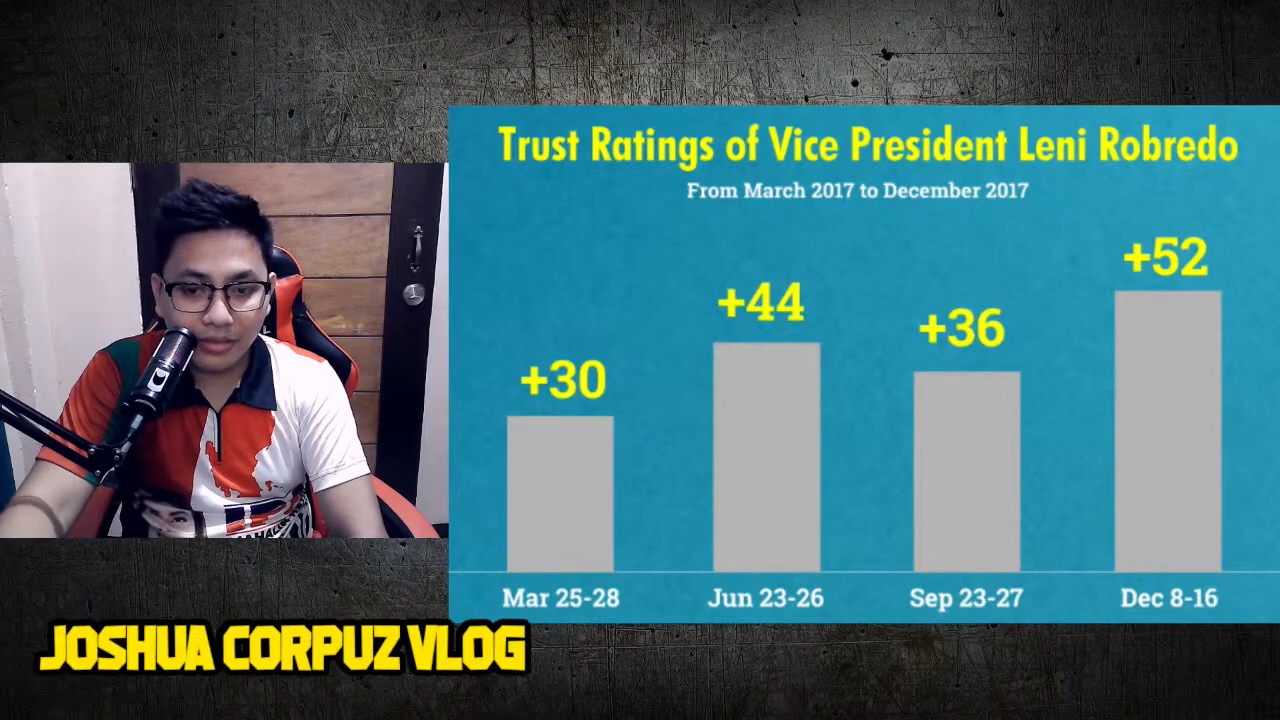 Trust Ratings of Vice President Leni Robredo
From March 2017 to December 2017
+30
+44
+36
+52
Mar 25-28
Jun 23-26
Sep 23-27
Dec 8-16
JOSHUA CORPUZ VLOG